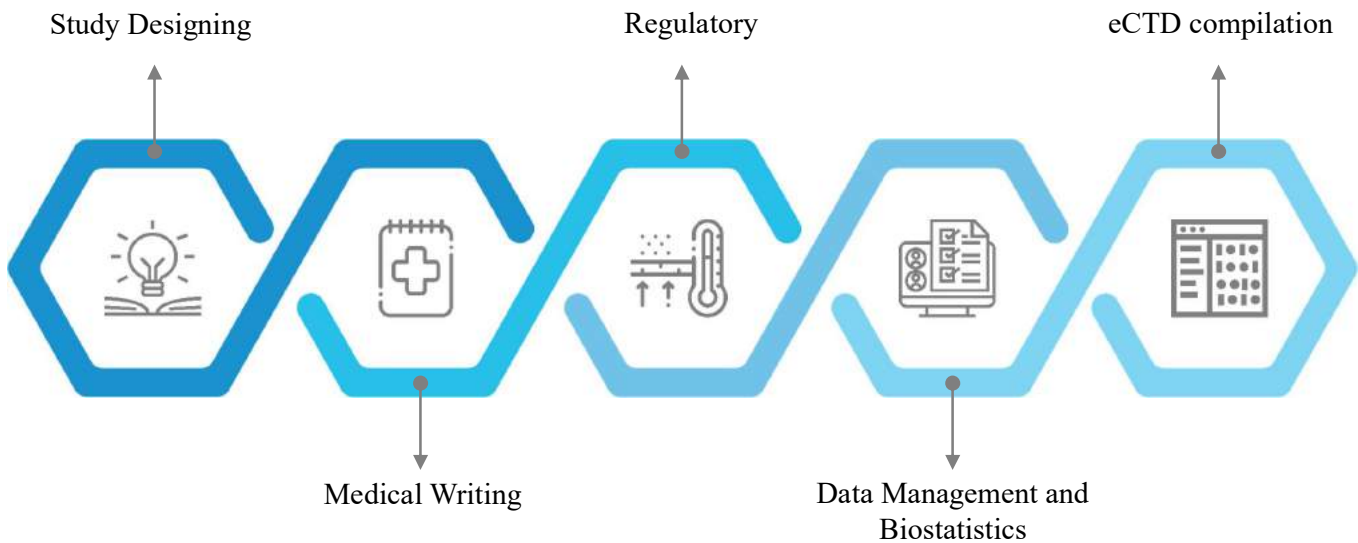 Study Designing
Regulatory
eCTD compilation
Medical Writing
Data Management and
Biostatistics